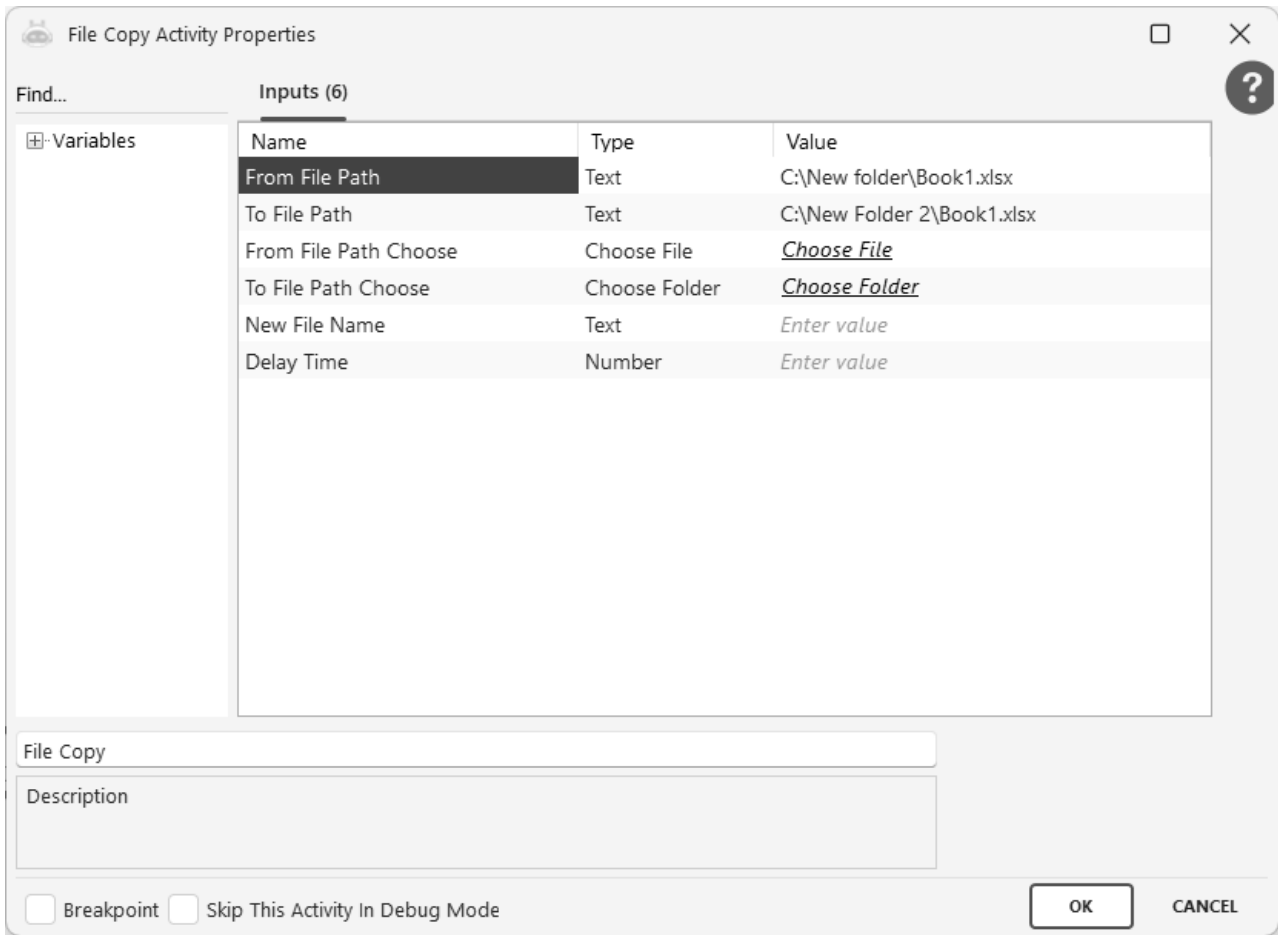 File Copy Activity Properties
Find...
Inputs (6)
?
Variables
Name Type Value
From File Path Text C:\New folder\Book1.xlsx
To File Path Text C:\New Folder 2\Book1.xlsx
From File Path Choose Choose File Choose File
To File Path Choose Choose Folder Choose Folder
New File Name Text Enter value
Delay Time Number Enter value
File Copy
Description
Breakpoint Skip This Activity In Debug Mode OK CANCEL